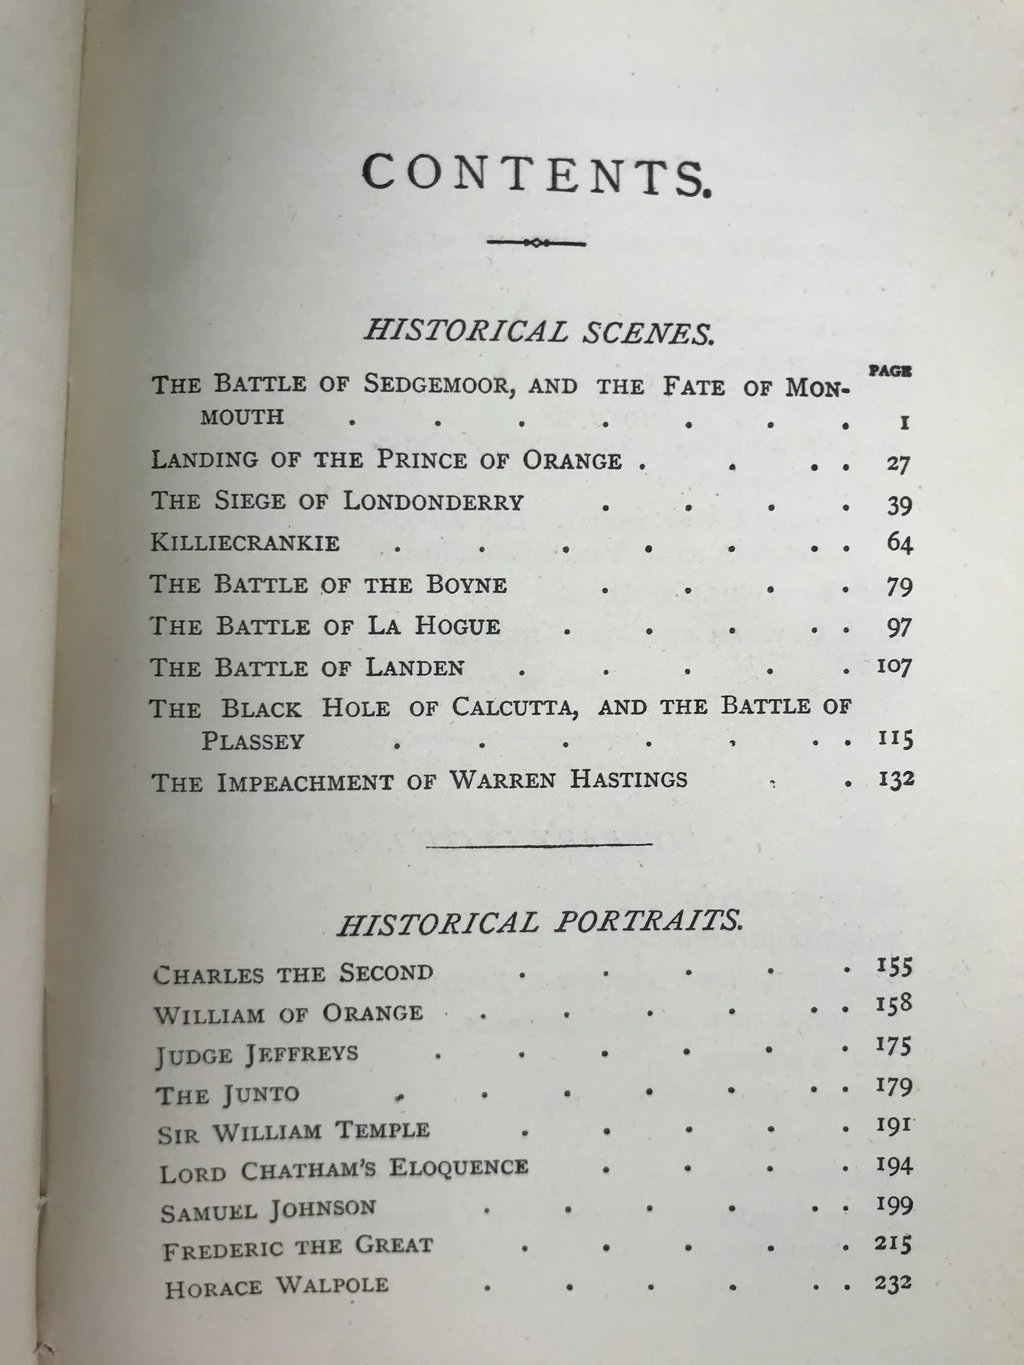 CONTENTS.
HISTORICAL SCENES.
PAGE
THE BATTLE OF SEDGEMOOR, AND THE FATE OF MON-
MOUTH . . . . . . . 1
LANDING OF THE PRINCE OF ORANGE . . . . 27
THE SIEGE OF LONDONDERRY . . . . 39
KILLIECRANKIE . . . . . . . 64
THE BATTLE OF THE BOYNE . . . . 79
THE BATTLE OF LA HOGUE . . . . . 97
THE BATTLE OF LANDEN . . . . . 107
THE BLACK HOLE OF CALCUTTA, AND THE BATTLE OF
PLASSEY . . . . . . . 115
THE IMPEACHMENT OF WARREN HASTINGS . . 132
HISTORICAL PORTRAITS.
CHARLES THE SECOND . . . . . 155
WILLIAM OF ORANGE . . . . . . 158
JUDGE JEFFREYS . . . . . . 175
THE JUNTO . . . . . . . 179
SIR WILLIAM TEMPLE . . . . . 191
LORD CHATHAM'S ELOQUENCE . . . . 194
SAMUEL JOHNSON . . . . . . 199
FREDERIC THE GREAT . . . . . 215
HORACE WALPOLE . . . . . . 232